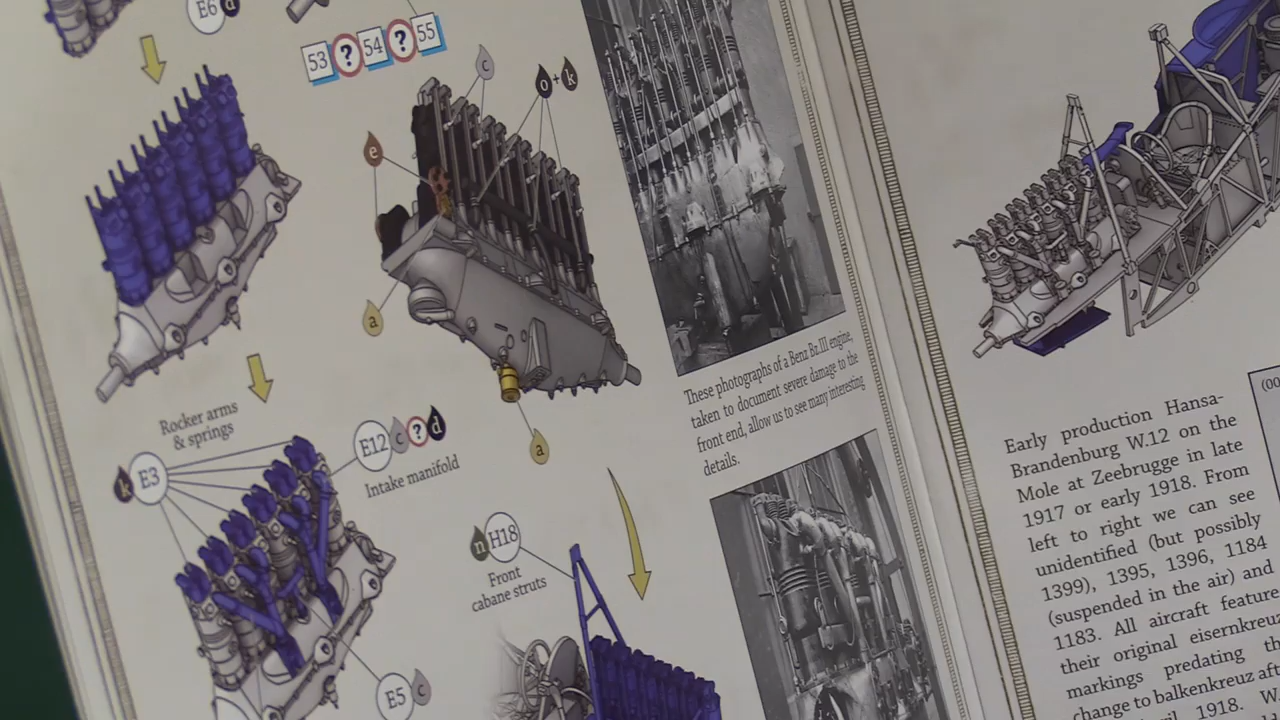 E6
d
53 ? 54 ? 55
c
o + k
e
a
a
Rocker arms
& springs
k E3
E12 c ? d
Intake manifold
n H18
Front
cabane struts
E5 c
These photographs of a Benz Bz.III engine,
taken to document severe damage to the
front end, allow us to see many interesting
details.
(00
Early production Hansa-
Brandenburg W.12 on the
Mole at Zeebrugge in late
1917 or early 1918. From
left to right we can see
unidentified (but possibly
1399), 1395, 1396, 1184
(suspended in the air) and
1183. All aircraft feature
their original eisernkreuz
markings predating th
change to balkenkreuz aft
1918. W